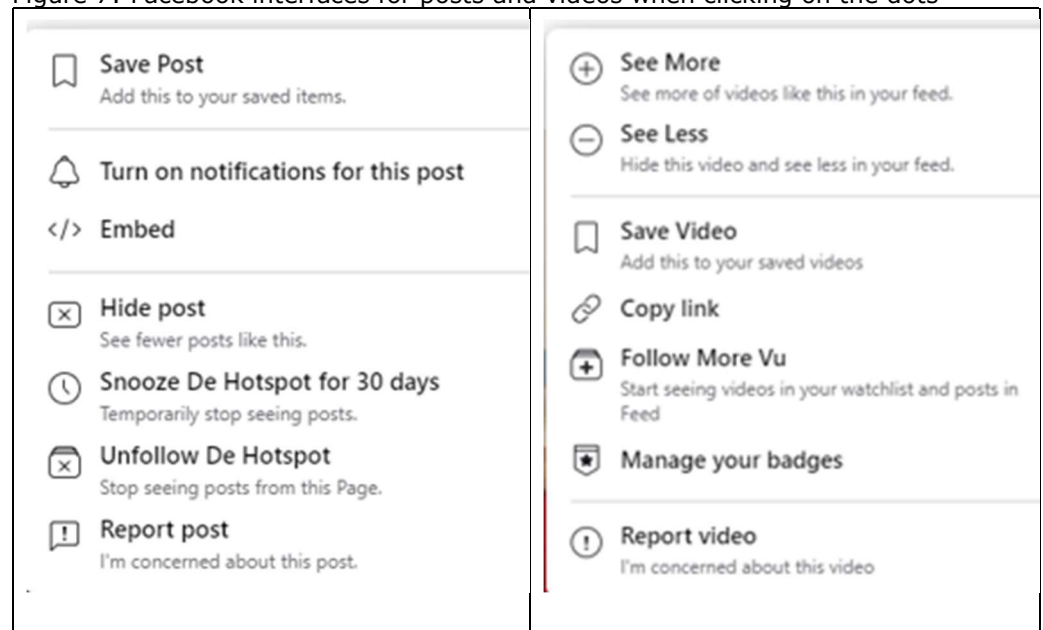 Figure 7: Facebook interfaces for posts and videos when clicking on the dots
Save Post
Add this to your saved items.
Turn on notifications for this post
</> Embed
Hide post
See fewer posts like this.
Snooze De Hotspot for 30 days
Temporarily stop seeing posts.
Unfollow De Hotspot
Stop seeing posts from this Page.
Report post
I'm concerned about this post.
See More
See more of videos like this in your feed.
See Less
Hide this video and see less in your feed.
Save Video
Add this to your saved videos
Copy link
Follow More Vu
Start seeing videos in your watchlist and posts in
Feed
Manage your badges
Report video
I'm concerned about this video